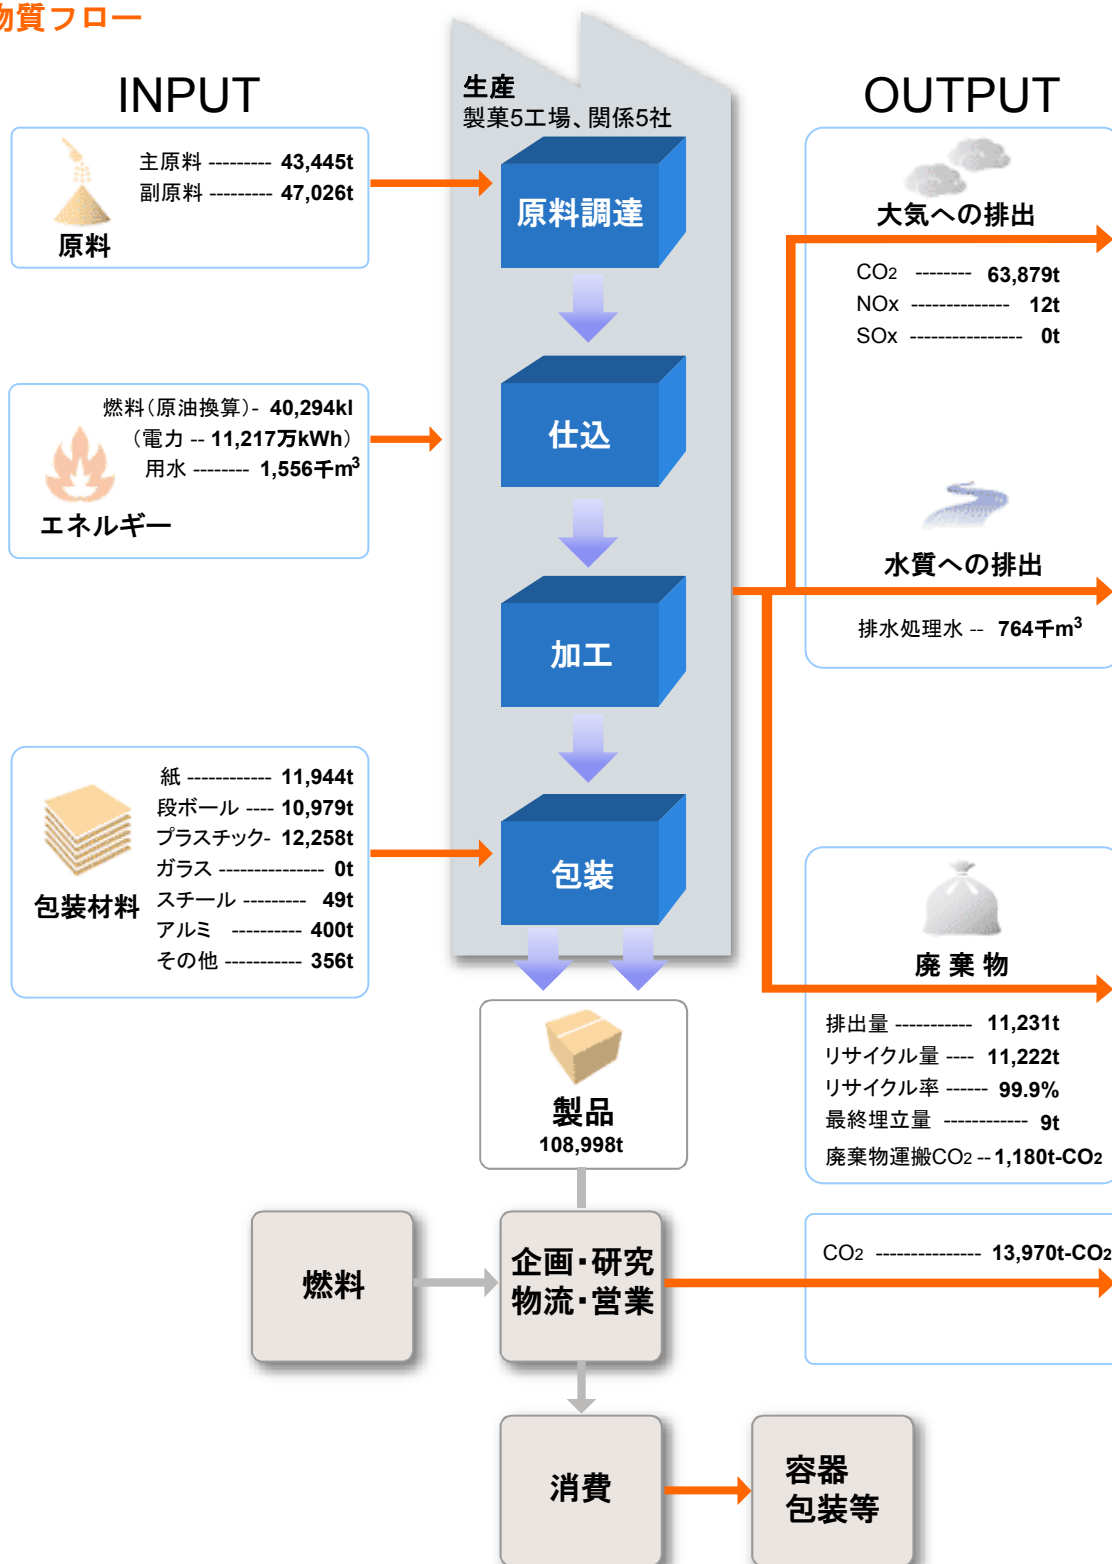 物質フロー
INPUT
主原料 --------- 43,445t
副原料 --------- 47,026t
原料
燃料(原油換算)- 40,294kl
(電力 -- 11,217万kWh)
用水 -------- 1,556千m³
エネルギー
紙 ------------ 11,944t
段ボール ---- 10,979t
プラスチック- 12,258t
ガラス --------------- 0t
スチール --------- 49t
アルミ ---------- 400t
その他 ----------- 356t
包装材料
生産
製菓5工場、関係5社
原料調達
仕込
加工
包装
製品
108,998t
OUTPUT
大気への排出
CO₂ -------- 63,879t
NOx -------------- 12t
SOx ---------------- 0t
水質への排出
排水処理水 -- 764千m³
廃棄物
排出量 ----------- 11,231t
リサイクル量 ---- 11,222t
リサイクル率 ------ 99.9%
最終埋立量 ------------ 9t
廃棄物運搬CO₂ -- 1,180t-CO₂
燃料
企画・研究
物流・営業
CO₂ --------------- 13,970t-CO₂
消費
容器
包装等